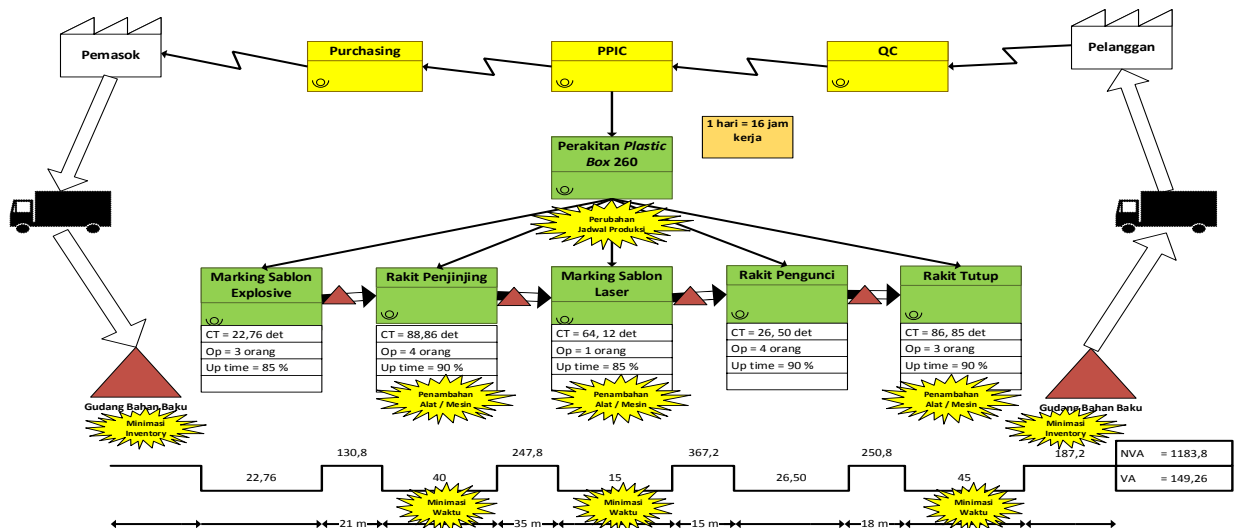 Pemasok
Purchasing
PPIC
QC
Pelanggan
1 hari = 16 jam
kerja
Perakitan Plastic
Box 260
Perubahan
Jadwal Produksi
Marking Sablon
Explosive
CT = 22,76 det
Op = 3 orang
Up time = 85 %
Rakit Penjinjing
CT = 88,86 det
Op = 4 orang
Up time = 90 %
Penambahan
Alat / Mesin
Marking Sablon
Laser
CT = 64, 12 det
Op = 1 orang
Up time = 85 %
Penambahan
Alat / Mesin
Rakit Pengunci
CT = 26, 50 det
Op = 4 orang
Up time = 90 %
Rakit Tutup
CT = 86, 85 det
Op = 3 orang
Up time = 90 %
Penambahan
Alat / Mesin
Gudang Bahan Baku
Minimasi
Inventory
Gudang Bahan Baku
Minimasi
Inventory
130,8
247,8
367,2
250,8
187,2
22,76
40
15
26,50
45
NVA = 1183,8
VA = 149,26
Minimasi
Waktu
Minimasi
Waktu
Minimasi
Waktu
21 m
35 m
15 m
18 m